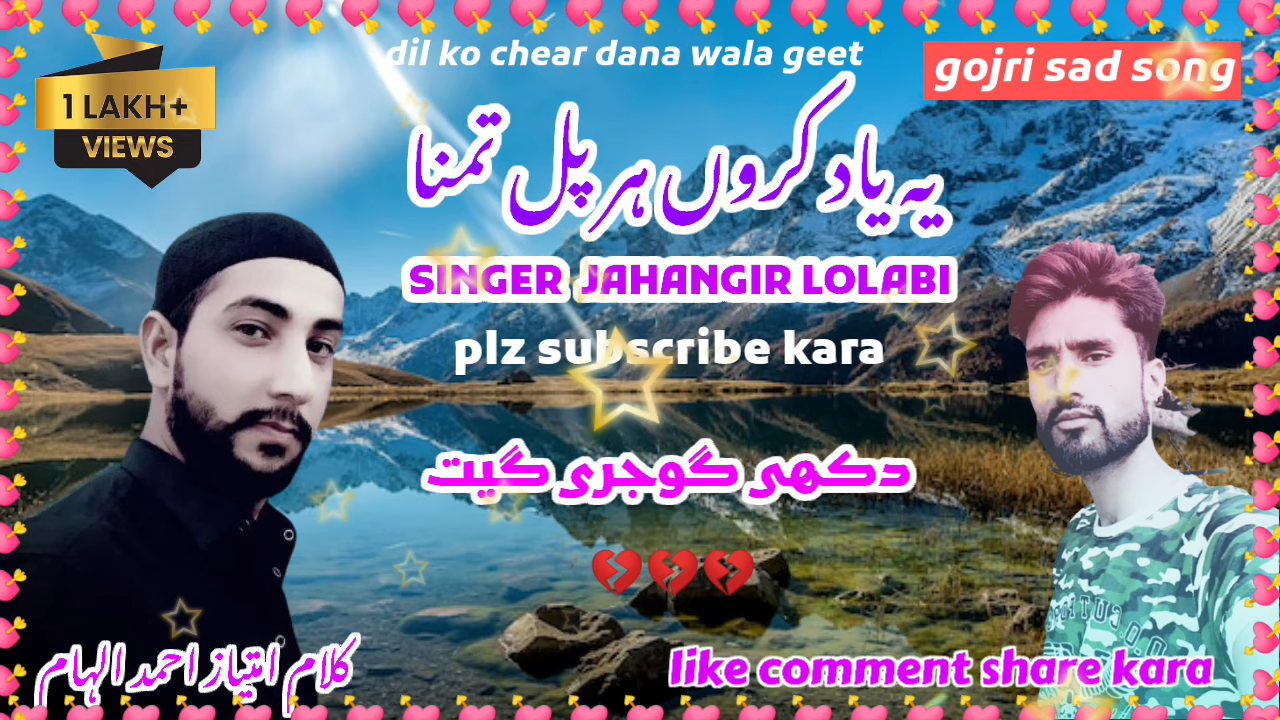 dil ko chear dana wala geet
gojri sad song
1 LAKH+
VIEWS
یہ یاد کروں ہر پل تمنا
SINGER JAHANGIR LOLABI
plz subscribe kara
دکھی گوجری گیت
کلام امتیاز احمد الہام
like comment share kara